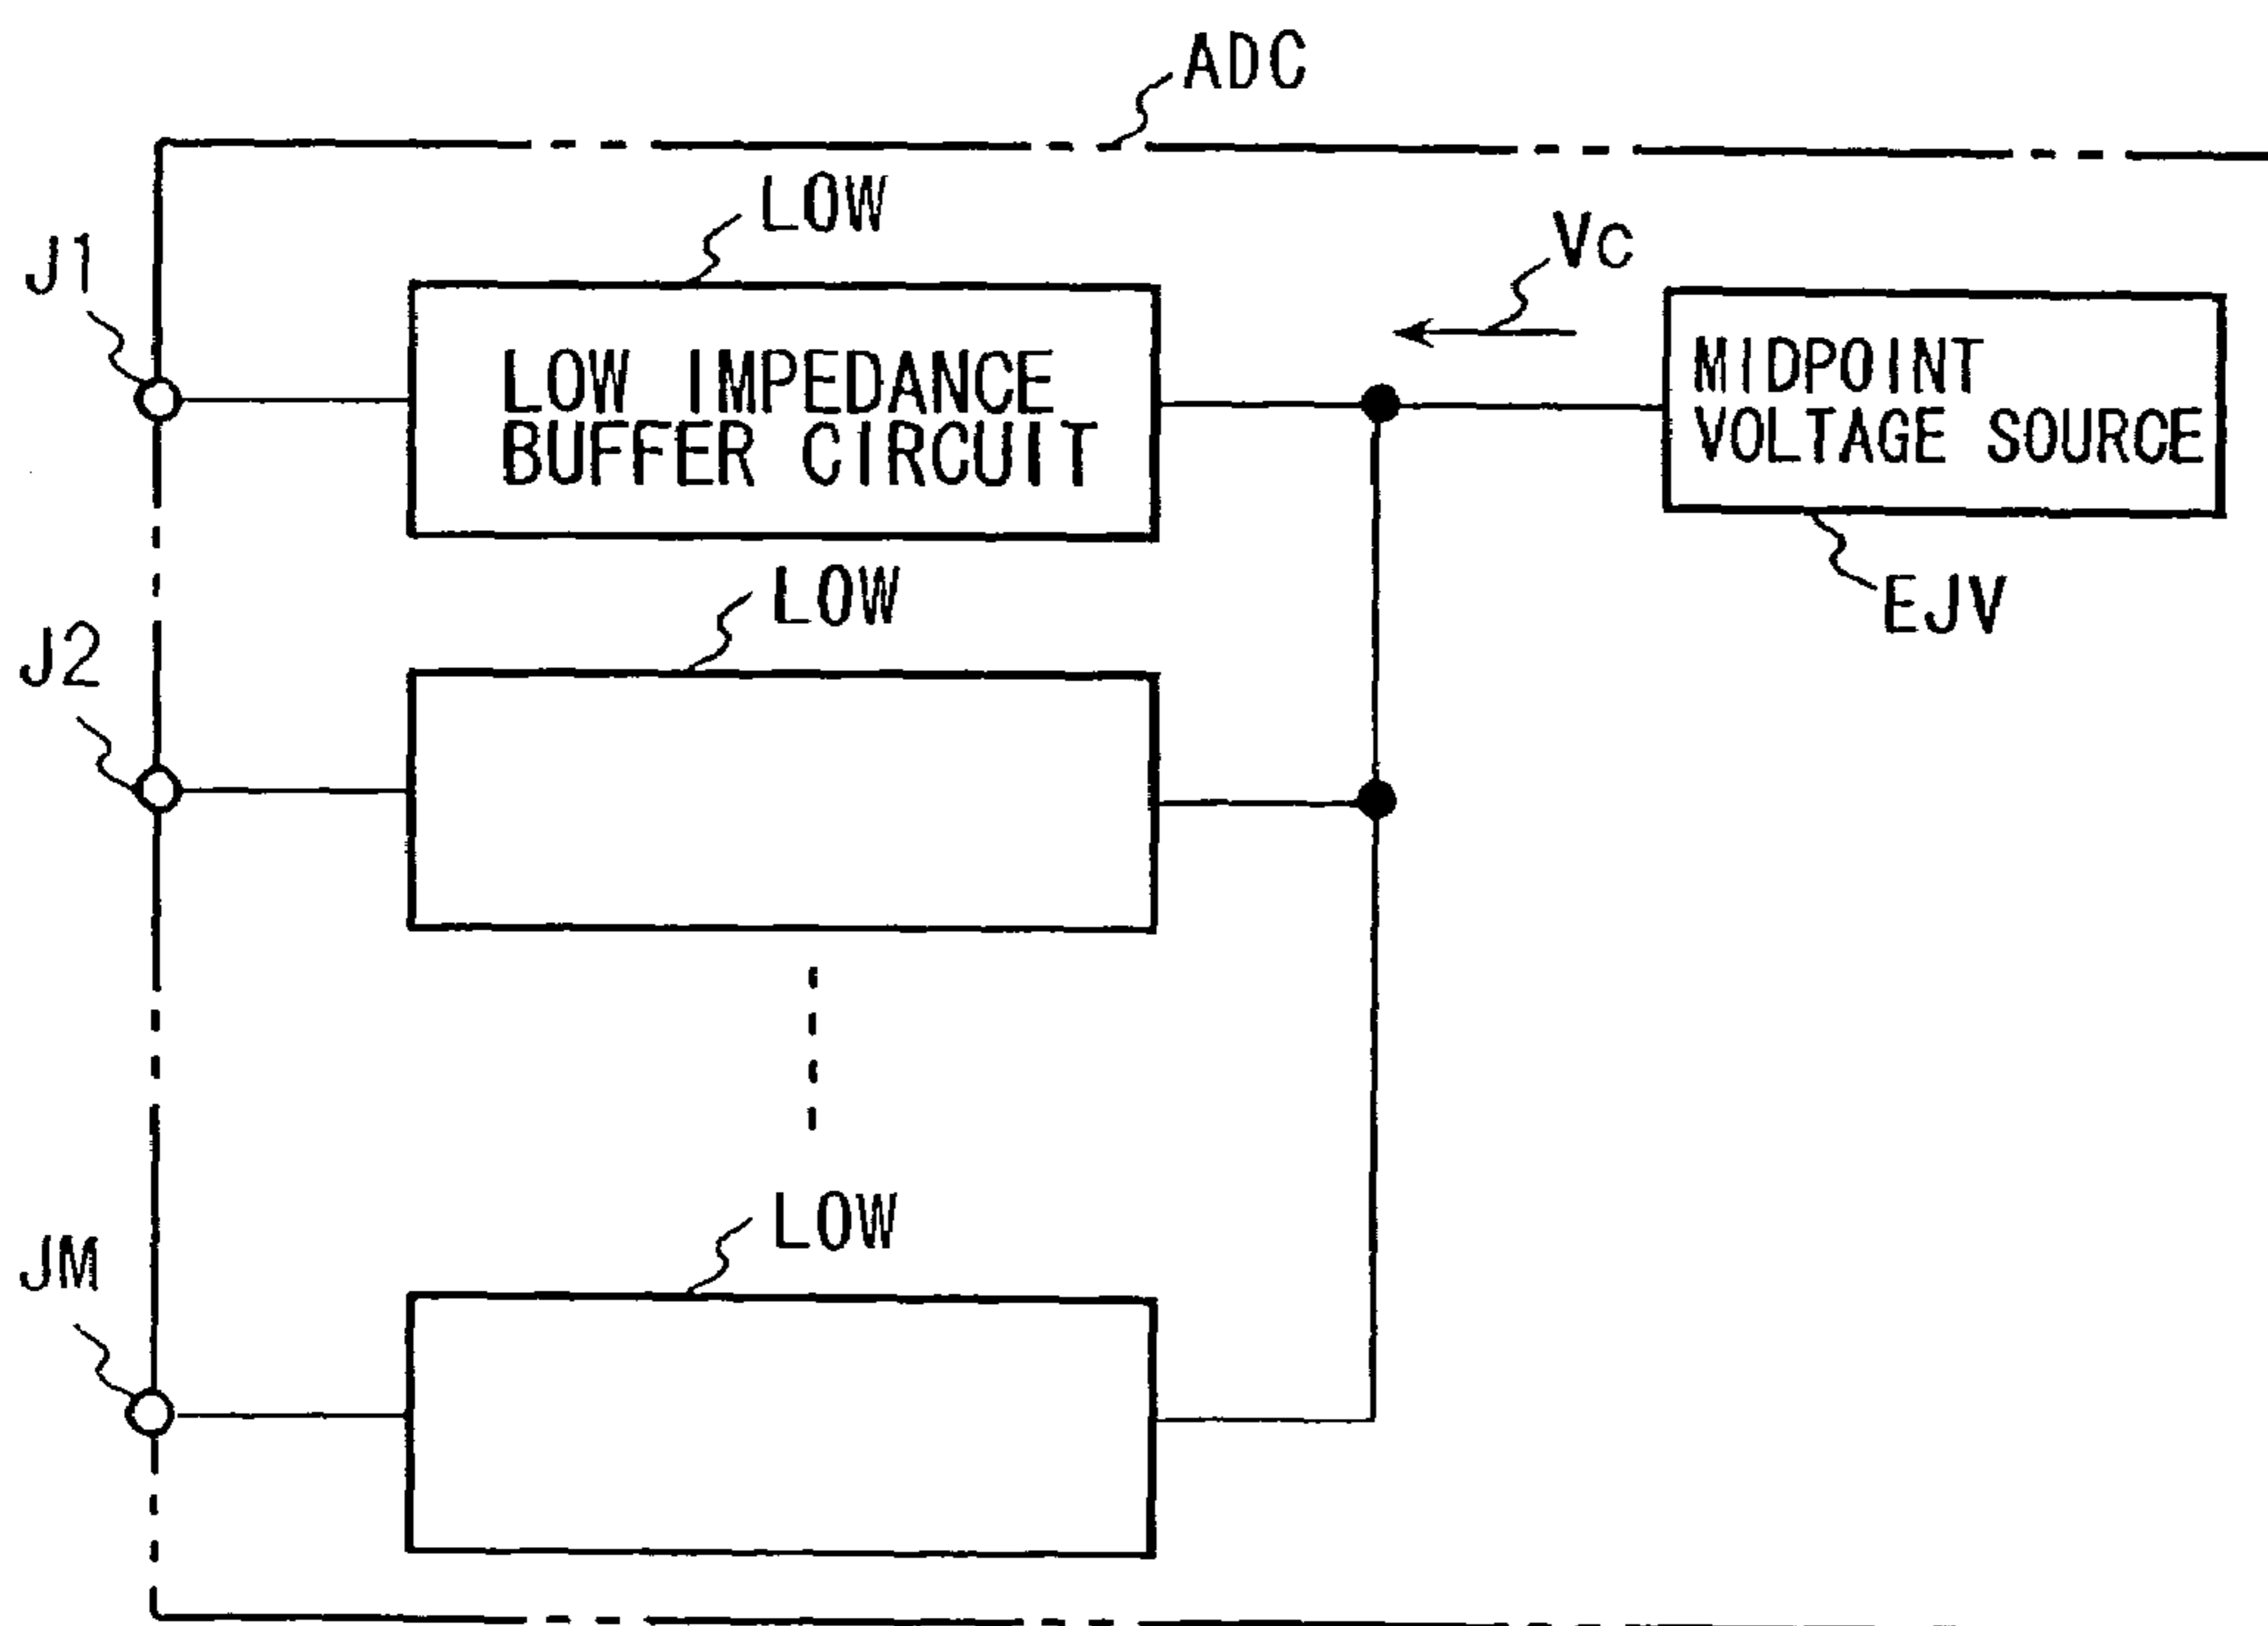 ADC
LOW
J1
VC
LOW IMPEDANCE
BUFFER CIRCUIT
MIDPOINT
VOLTAGE SOURCE
LOW
EJV
J2
LOW
JM